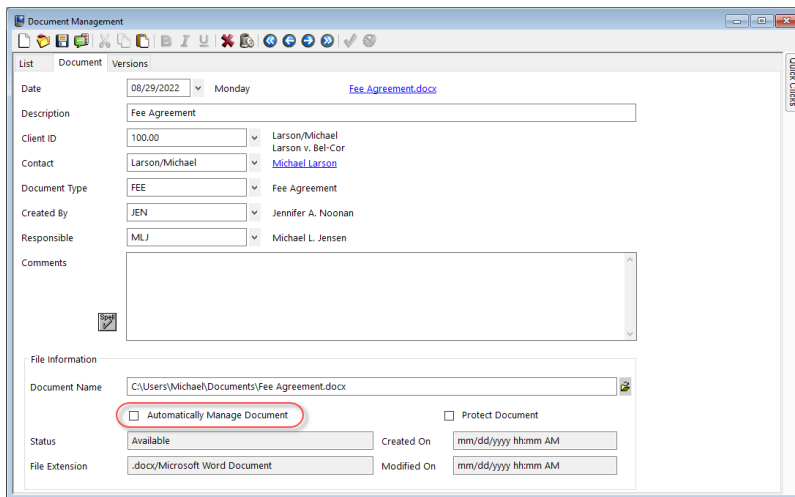 Document Management
B I U
List Document Versions
Quick Clicks
Date 08/29/2022 Monday Fee Agreement.docx
Description Fee Agreement
Client ID 100.00 Larson/Michael
Larson v. Bel-Cor
Contact Larson/Michael Michael Larson
Document Type FEE Fee Agreement
Created By JEN Jennifer A. Noonan
Responsible MLJ Michael L. Jensen
Comments
Spell
File Information
Document Name C:\Users\Michael\Documents\Fee Agreement.docx
Automatically Manage Document Protect Document
Status Available Created On mm/dd/yyyy hh:mm AM
File Extension .docx/Microsoft Word Document Modified On mm/dd/yyyy hh:mm AM